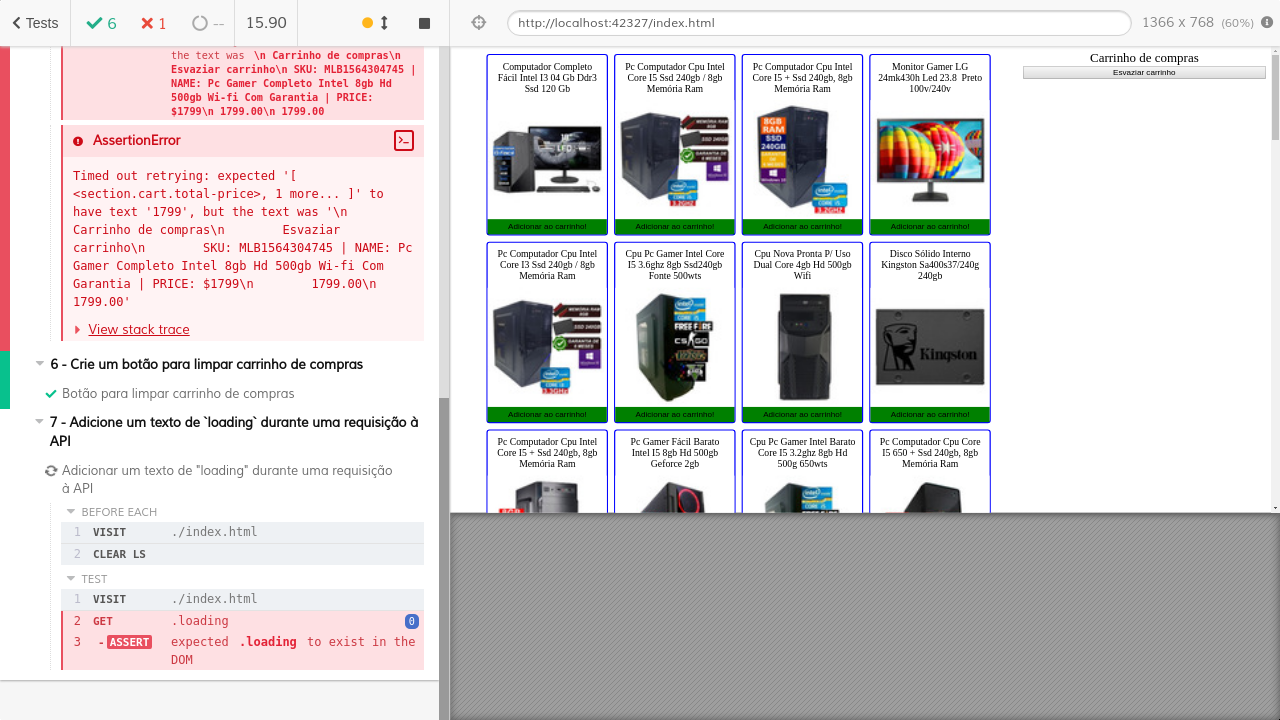 Tests
6
1
--
15.90
http://localhost:42327/index.html
1366 x 768 (60%)
the text was \n Carrinho de compras\n
Esvaziar carrinho\n SKU: MLB1564304745 |
NAME: Pc Gamer Completo Intel 8gb Hd
500gb Wi-fi Com Garantia | PRICE:
$1799\n 1799.00\n 1799.00
AssertionError
Timed out retrying: expected '[
<section.cart.total-price>, 1 more... ]' to
have text '1799', but the text was '\n
Carrinho de compras\n Esvaziar
carrinho\n SKU: MLB1564304745 | NAME: Pc
Gamer Completo Intel 8gb Hd 500gb Wi-fi Com
Garantia | PRICE: $1799\n 1799.00\n
1799.00'
View stack trace
6 - Crie um botão para limpar carrinho de compras
Botão para limpar carrinho de compras
7 - Adicione um texto de `loading` durante uma requisição à
API
Adicionar um texto de "loading" durante uma requisição
à API
BEFORE EACH
1 VISIT ./index.html
2 CLEAR LS
TEST
1 VISIT ./index.html
2 GET .loading 0
3 -ASSERT expected .loading to exist in the
DOM
Computador Completo
Fácil Intel I3 04 Gb Ddr3
Ssd 120 Gb
Adicionar ao carrinho!
Pc Computador Cpu Intel
Core I5 Ssd 240gb / 8gb
Memória Ram
Adicionar ao carrinho!
Pc Computador Cpu Intel
Core I5 + Ssd 240gb, 8gb
Memória Ram
8GB
RAM
SSD
240GB
Adicionar ao carrinho!
Monitor Gamer LG
24mk430h Led 23.8 Preto
100v/240v
Adicionar ao carrinho!
Carrinho de compras
Esvaziar carrinho
Pc Computador Cpu Intel
Core I3 Ssd 240gb / 8gb
Memória Ram
Adicionar ao carrinho!
Cpu Pc Gamer Intel Core
I5 3.6ghz 8gb Ssd240gb
Fonte 500wts
FREE FIRE
CS:GO
Adicionar ao carrinho!
Cpu Nova Pronta P/ Uso
Dual Core 4gb Hd 500gb
Wifi
Adicionar ao carrinho!
Disco Sólido Interno
Kingston Sa400s37/240g
240gb
Kingston
Adicionar ao carrinho!
Pc Computador Cpu Intel
Core I5 + Ssd 240gb, 8gb
Memória Ram
Pc Gamer Fácil Barato
Intel I5 8gb Hd 500gb
Geforce 2gb
Cpu Pc Gamer Intel Barato
Core I5 3.2ghz 8gb Hd
500g 650wts
Pc Computador Cpu Core
I5 650 + Ssd 240gb, 8gb
Memória Ram